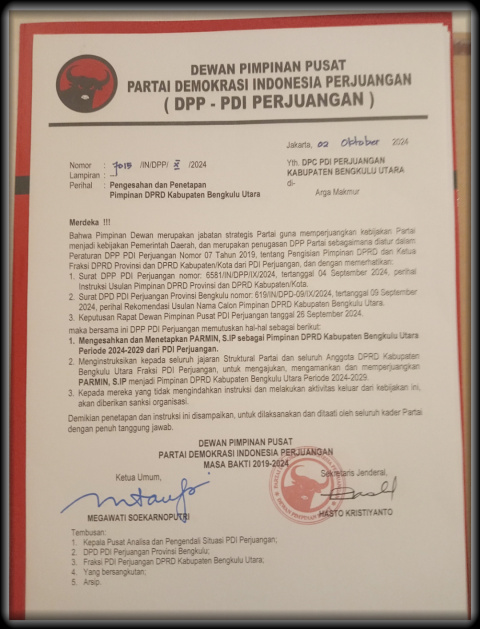 DEWAN PIMPINAN PUSAT
PARTAI DEMOKRASI INDONESIA PERJUANGAN
( DPP - PDI PERJUANGAN )
Jakarta, 02 Oktober 2024
Nomor : 7015 /IN/DPP/ X /2024
Lampiran : -
Perihal : Pengesahan dan Penetapan
Pimpinan DPRD Kabupaten Bengkulu Utara
Yth. DPC PDI PERJUANGAN
KABUPATEN BENGKULU UTARA
di-
Arga Makmur
Merdeka !!!
Bahwa Pimpinan Dewan merupakan jabatan strategis Partai guna memperjuangkan kebijakan Partai
menjadi kebijakan Pemerintah Daerah, dan merupakan penugasan DPP Partai sebagaimana diatur dalam
Peraturan DPP PDI Perjuangan Nomor 07 Tahun 2019, tentang Pengisian Pimpinan DPRD dan Ketua
Fraksi DPRD Provinsi dan DPRD Kabupaten/Kota dari PDI Perjuangan, dan dengan memerhatikan:
1. Surat DPP PDI Perjuangan nomor: 6581/IN/DPP/IX/2024, tertanggal 04 September 2024, perihal
Instruksi Usulan Pimpinan DPRD Provinsi dan DPRD Kabupaten/Kota.
2. Surat DPD PDI Perjuangan Provinsi Bengkulu nomor: 619/IN/DPD-09/IX/2024, tertanggal 09 September
2024, perihal Rekomendasi Usulan Nama Calon Pimpinan DPRD Kabupaten Bengkulu Utara.
3. Keputusan Rapat Dewan Pimpinan Pusat PDI Perjuangan tanggal 26 September 2024.
maka bersama ini DPP PDI Perjuangan memutuskan hal-hal sebagai berikut:
1. Mengesahkan dan Menetapkan PARMIN, S.IP sebagai Pimpinan DPRD Kabupaten Bengkulu Utara
Periode 2024-2029 dari PDI Perjuangan.
2. Menginstruksikan kepada seluruh jajaran Struktural Partai dan seluruh Anggota DPRD Kabupaten
Bengkulu Utara Fraksi PDI Perjuangan, untuk mengajukan, mengamankan dan memperjuangkan
PARMIN, S.IP menjadi Pimpinan DPRD Kabupaten Bengkulu Utara Periode 2024-2029.
3. Kepada mereka yang tidak mengindahkan instruksi dan melakukan aktivitas keluar dari kebijakan ini,
akan diberikan sanksi organisasi.
Demikian penetapan dan instruksi ini disampaikan, untuk dilaksanakan dan ditaati oleh seluruh kader Partai
dengan penuh tanggung jawab.
DEWAN PIMPINAN PUSAT
PARTAI DEMOKRASI INDONESIA PERJUANGAN
MASA BAKTI 2019-2024
Ketua Umum,
Sekretaris Jenderal,
MEGAWATI SOEKARNOPUTRI
HASTO KRISTIYANTO
Tembusan:
1. Kepala Pusat Analisa dan Pengendali Situasi PDI Perjuangan;
2. DPD PDI Perjuangan Provinsi Bengkulu;
3. Fraksi PDI Perjuangan DPRD Kabupaten Bengkulu Utara;
4. Yang bersangkutan;
5. Arsip.